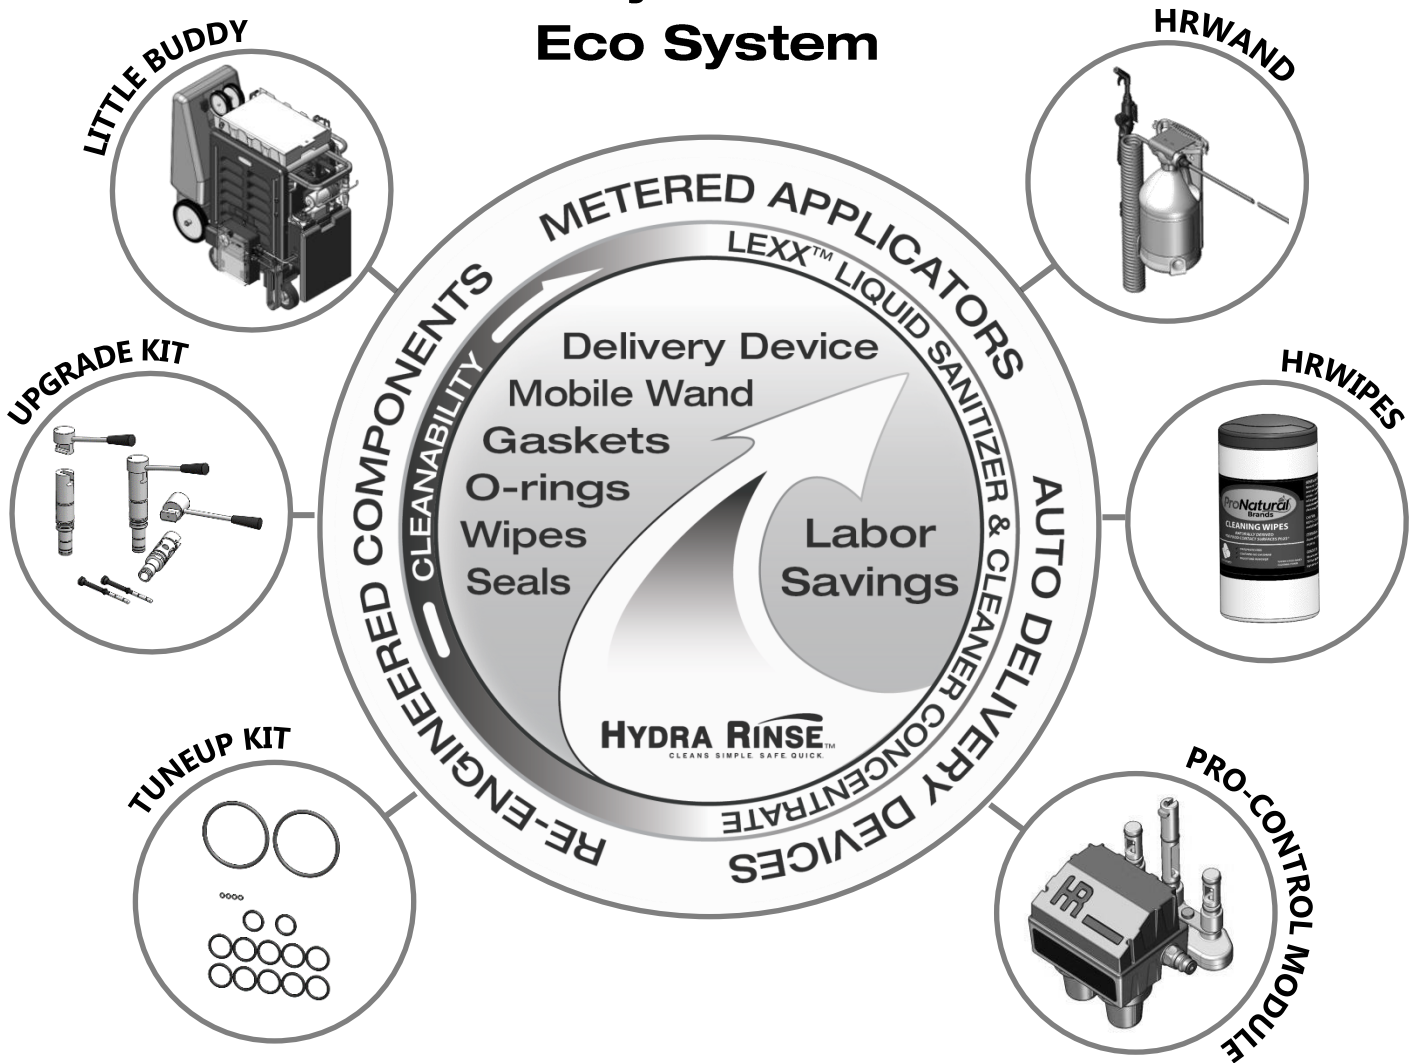 Eco System
LITTLE BUDDY
HRWAND
UPGRADE KIT
HRWIPES
TUNEUP KIT
PRO-CONTROL MODULE
METERED APPLICATORS
AUTO DELIVERY DEVICES
RE-ENGINEERED COMPONENTS
LEXX™ LIQUID SANITIZER & CLEANER CONCENTRATE
CLEANABILITY
Delivery Device
Mobile Wand
Gaskets
O-rings
Wipes
Seals
Labor
Savings
HYDRA RINSE™
CLEANS SIMPLE. SAFE. QUICK.
ProNatural
Brands
CLEANING WIPES
HR